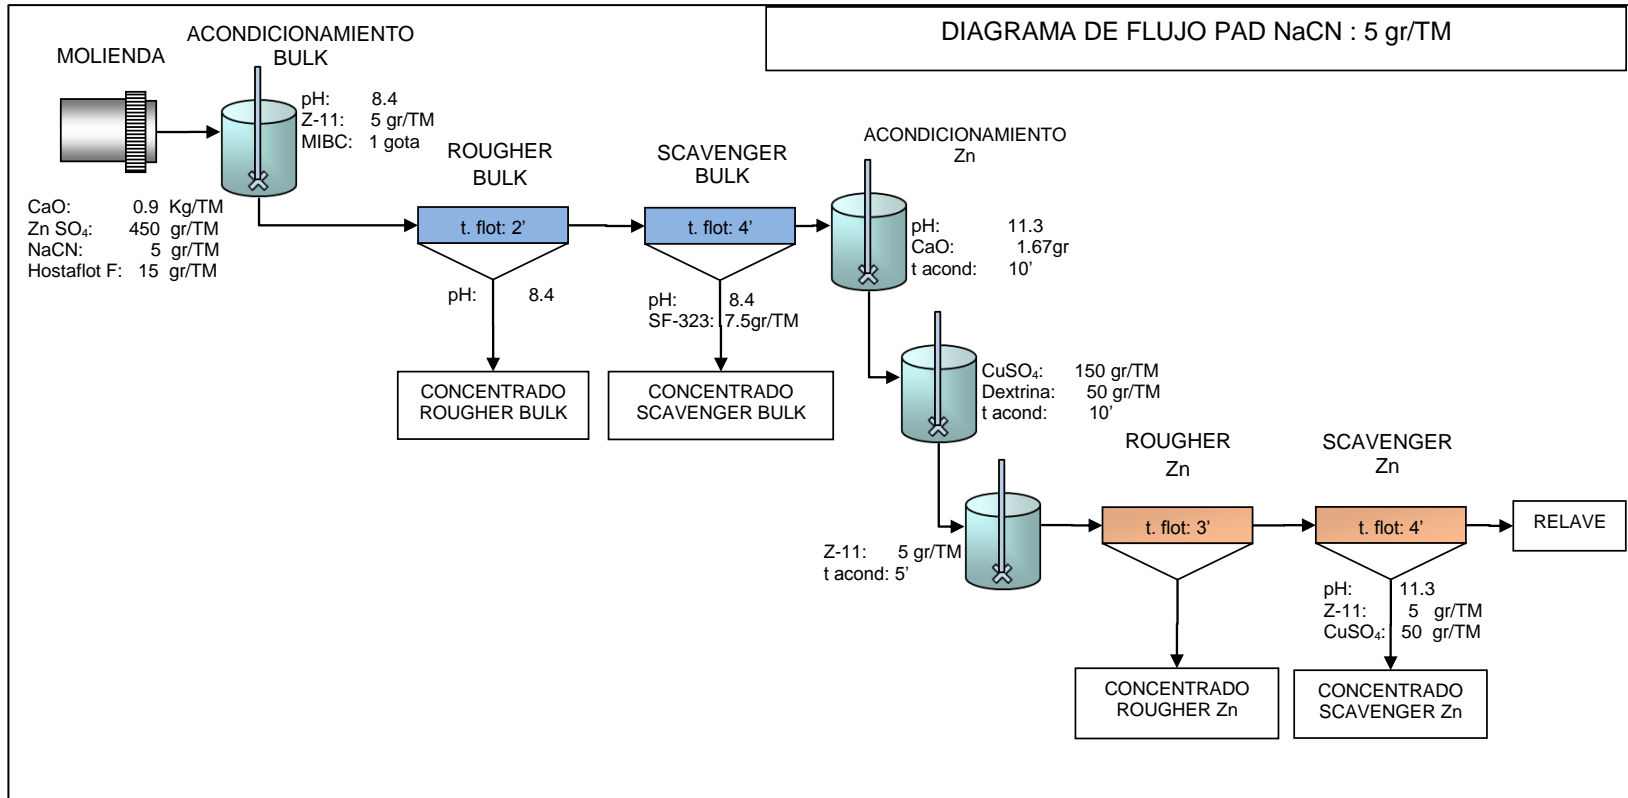 DIAGRAMA DE FLUJO PAD NaCN : 5 gr/TM
MOLIENDA
CaO: 0.9 Kg/TM
Zn SO₄: 450 gr/TM
NaCN: 5 gr/TM
Hostaflot F: 15 gr/TM
ACONDICIONAMIENTO
BULK
pH: 8.4
Z-11: 5 gr/TM
MIBC: 1 gota
ROUGHER
BULK
t. flot: 2'
pH: 8.4
CONCENTRADO
ROUGHER BULK
SCAVENGER
BULK
t. flot: 4'
pH: 8.4
SF-323: 7.5gr/TM
CONCENTRADO
SCAVENGER BULK
ACONDICIONAMIENTO
Zn
pH: 11.3
CaO: 1.67gr
t acond: 10'
CuSO₄: 150 gr/TM
Dextrina: 50 gr/TM
t acond: 10'
Z-11: 5 gr/TM
t acond: 5'
ROUGHER
Zn
t. flot: 3'
CONCENTRADO
ROUGHER Zn
SCAVENGER
Zn
t. flot: 4'
pH: 11.3
Z-11: 5 gr/TM
CuSO₄: 50 gr/TM
CONCENTRADO
SCAVENGER Zn
RELAVE